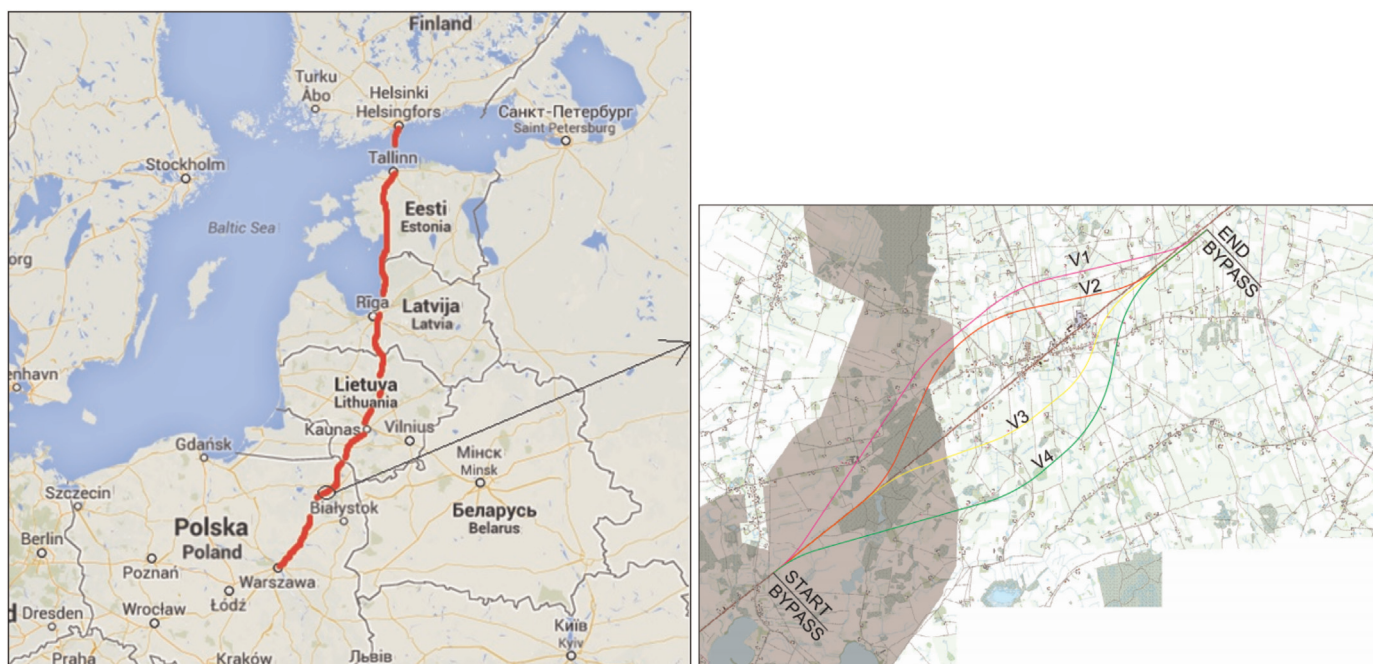 Finland
Turku
Åbo
Helsinki
Helsingfors
Санкт-Петербург
Saint Petersburg
Stockholm
Tallinn
Eesti
Estonia
Baltic Sea
org
Rīga
Latvija
Latvia
enhavn
Lietuva
Lithuania
Kaunas
Vilnius
Gdańsk
Мінск
Minsk
Szczecin
Białystok
Беларусь
Belarus
Polska
Poland
Berlin
Poznań
Warszawa
Łódź
Dresden
Wrocław
Київ
Kyiv
Praha
Kraków
Львів
V1
END
BYPASS
V2
V3
V4
START
BYPASS